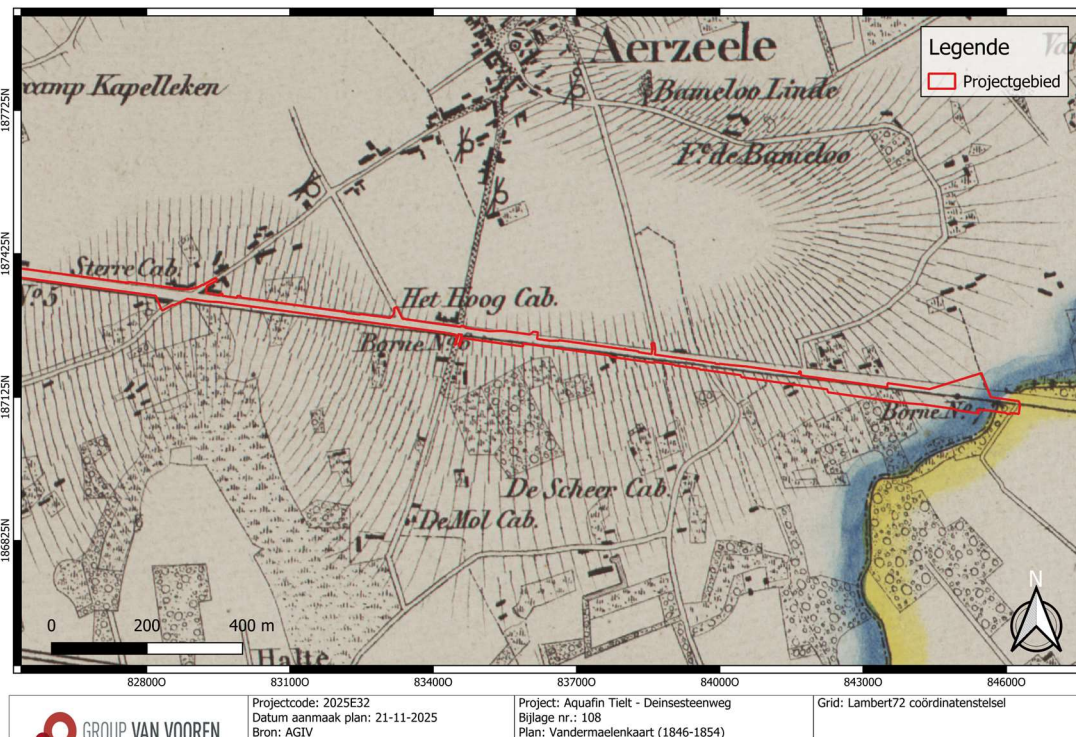 Aerzeele
Legende
Projectgebied
camp Kapelleken
Bameloo Linde
F.e de Bameloo
Sterre Cab.
N.o 5
Het Hoog Cab.
Borne N.o 6
Borne N.o
De Scheer Cab.
De Mol Cab.
Halte
N
0 200 400 m
187725N
187425N
187125N
186825N
82800O 83100O 83400O 83700O 84000O 84300O 84600O
GROUP VAN VOOREN
Projectcode: 2025E32
Datum aanmaak plan: 21-11-2025
Bron: AGIV
Project: Aquafin Tielt - Deinsesteenweg
Bijlage nr.: 108
Plan: Vandermaelenkaart (1846-1854)
Grid: Lambert72 coördinatenstelsel